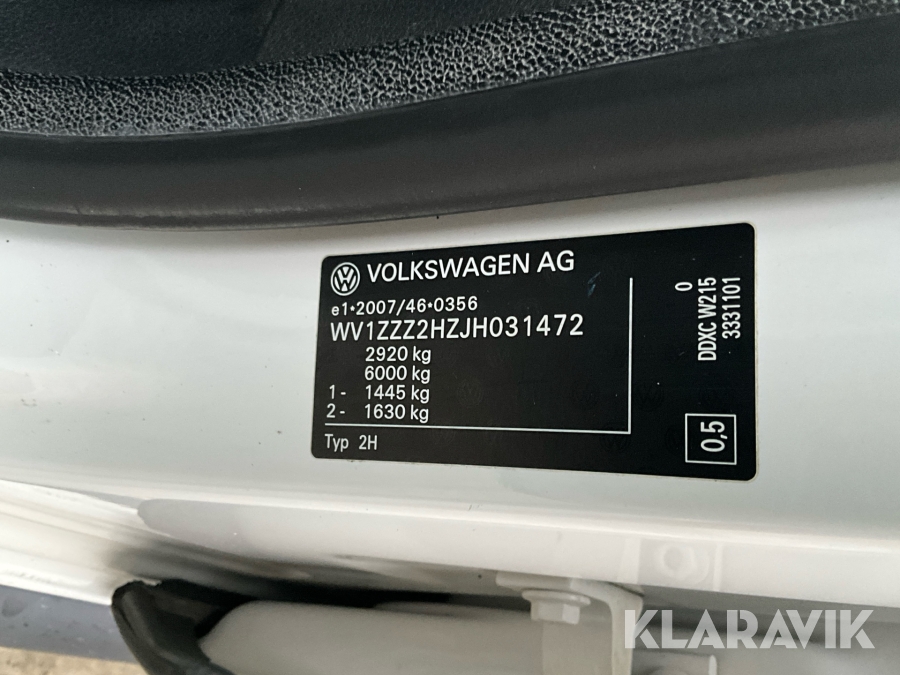 VOLKSWAGEN AG
e1*2007/46*0356
WV1ZZZ2HZJH031472
2920 kg
6000 kg
1- 1445 kg
2- 1630 kg
Typ 2H
0
DDXC W215
3331101
0,5
KLARAVIK